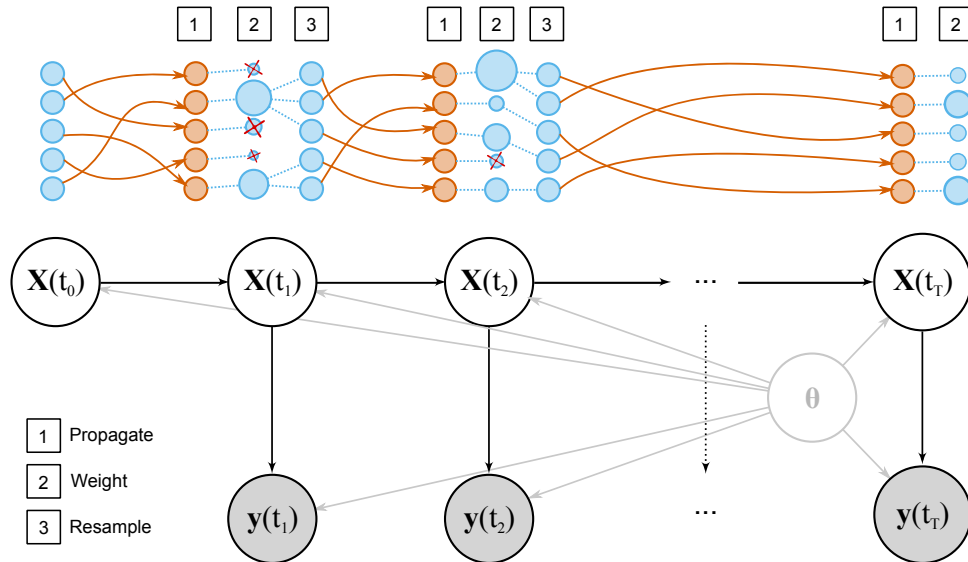 1 2 3 1 2 3 1 2
X(t0) X(t1) X(t2) ... X(tT)
θ
1 Propagate
2 Weight
3 Resample
y(t1) y(t2) ... y(tT)